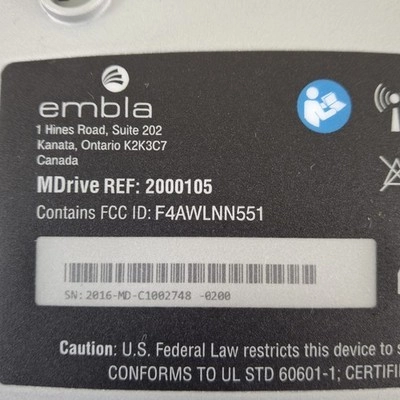 embla
1 Hines Road, Suite 202
Kanata, Ontario K2K3C7
Canada
MDrive REF: 2000105
Contains FCC ID: F4AWLNN551
SN: 2016-MD-C1002748 -0200
Caution: U.S. Federal Law restricts this device to
CONFORMS TO UL STD 60601-1; CERTIFI